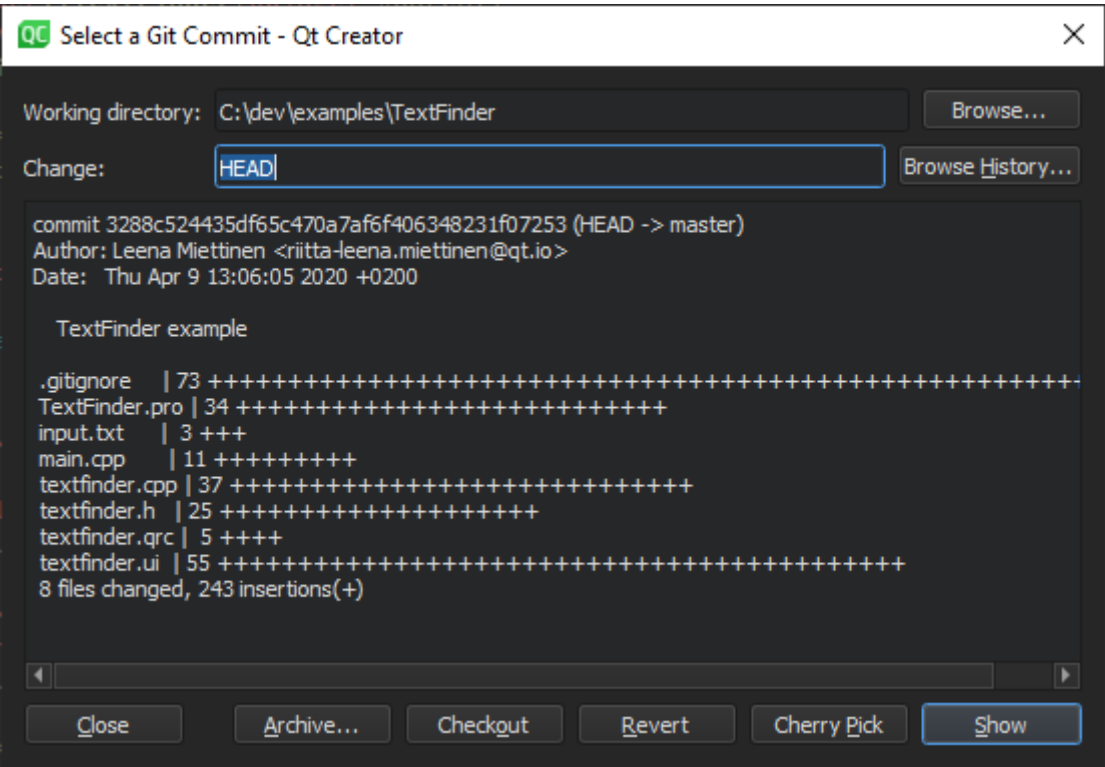 QC Select a Git Commit - Qt Creator
Working directory: C:\dev\examples\TextFinder Browse...
Change: HEAD Browse History...
commit 3288c524435df65c470a7af6f406348231f07253 (HEAD -> master)
Author: Leena Miettinen <riitta-leena.miettinen@qt.io>
Date: Thu Apr 9 13:06:05 2020 +0200
TextFinder example
.gitignore | 73 +++++++++++++++++++++++++++++++++++++++++++++++++++++++
TextFinder.pro | 34 +++++++++++++++++++++++++++
input.txt | 3 +++
main.cpp | 11 +++++++++
textfinder.cpp | 37 +++++++++++++++++++++++++++++
textfinder.h | 25 ++++++++++++++++++++
textfinder.qrc | 5 ++++
textfinder.ui | 55 +++++++++++++++++++++++++++++++++++++++++++
8 files changed, 243 insertions(+)
Close Archive... Checkout Revert Cherry Pick Show